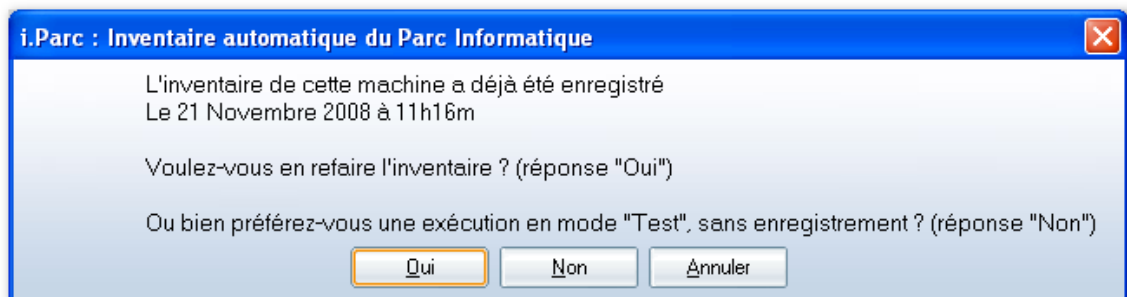 i.Parc : Inventaire automatique du Parc Informatique
L'inventaire de cette machine a déjà été enregistré
Le 21 Novembre 2008 à 11h16m
Voulez-vous en refaire l'inventaire ? (réponse "Oui")
Ou bien préférez-vous une exécution en mode "Test", sans enregistrement ? (réponse "Non")
Oui Non Annuler